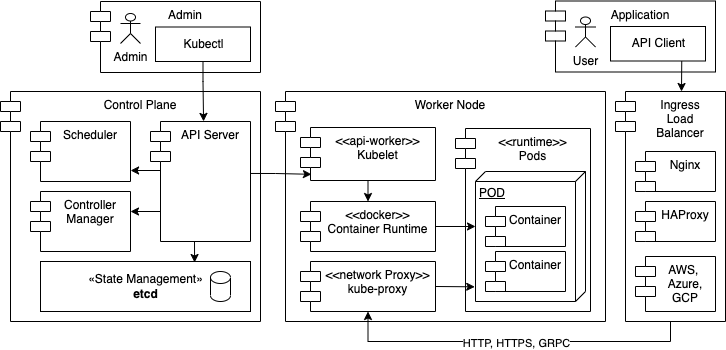 Admin
Kubectl
Admin
Application
API Client
User
Control Plane
Scheduler
API Server
Controller
Manager
«State Management»
etcd
Worker Node
<<api-worker>>
Kubelet
<<docker>>
Container Runtime
<<network Proxy>>
kube-proxy
<<runtime>>
Pods
POD
Container
Container
Ingress
Load
Balancer
Nginx
HAProxy
AWS,
Azure,
GCP
HTTP, HTTPS, GRPC